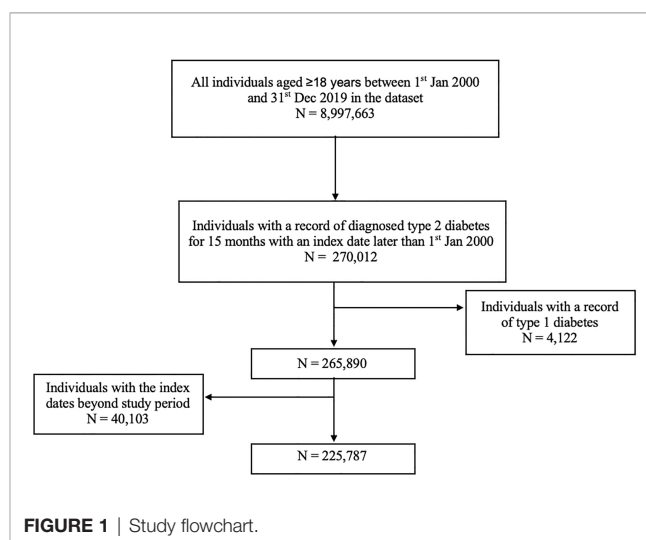 All individuals aged ≥18 years between 1st Jan 2000
and 31st Dec 2019 in the dataset
N = 8,997,663
Individuals with a record of diagnosed type 2 diabetes
for 15 months with an index date later than 1st Jan 2000
N = 270,012
Individuals with a record
of type 1 diabetes
N = 4,122
N = 265,890
Individuals with the index
dates beyond study period
N = 40,103
N = 225,787
FIGURE 1 | Study flowchart.